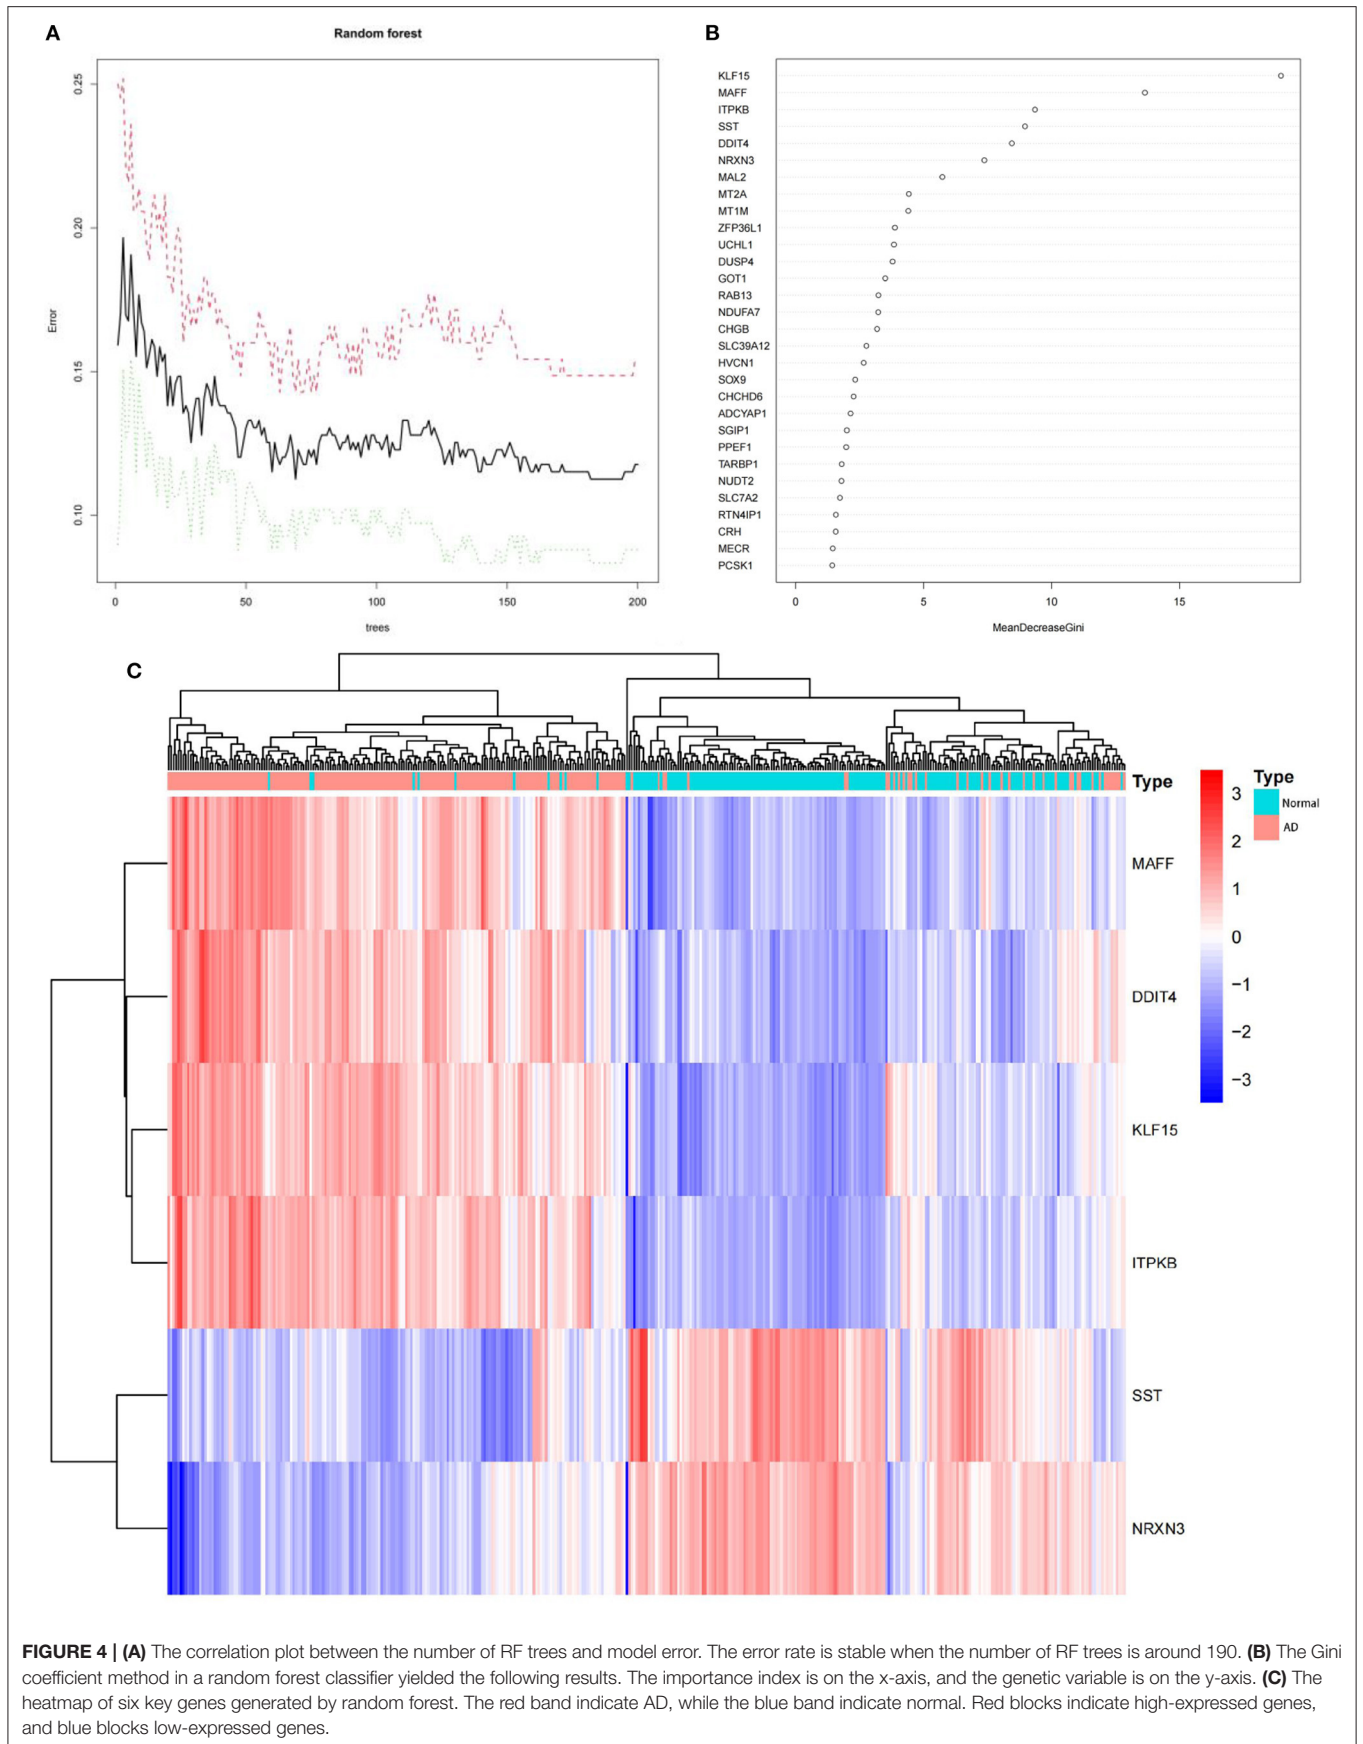 A
Random forest
Error
0.25
0.20
0.15
0.10
0
50
100
150
200
trees
B
KLF15
MAFF
ITPKB
SST
DDIT4
NRXN3
MAL2
MT2A
MT1M
ZFP36L1
UCHL1
DUSP4
GOT1
RAB13
NDUFA7
CHGB
SLC39A12
HVCN1
SOX9
CHCHD6
ADCYAP1
SGIP1
PPEF1
TARBP1
NUDT2
SLC7A2
RTN4IP1
CRH
MECR
PCSK1
0
5
10
15
MeanDecreaseGini
C
Type
MAFF
DDIT4
KLF15
ITPKB
SST
NRXN3
3
2
1
0
−1
−2
−3
Type
Normal
AD
FIGURE 4 | (A) The correlation plot between the number of RF trees and model error. The error rate is stable when the number of RF trees is around 190. (B) The Gini
coefficient method in a random forest classifier yielded the following results. The importance index is on the x-axis, and the genetic variable is on the y-axis. (C) The
heatmap of six key genes generated by random forest. The red band indicate AD, while the blue band indicate normal. Red blocks indicate high-expressed genes,
and blue blocks low-expressed genes.